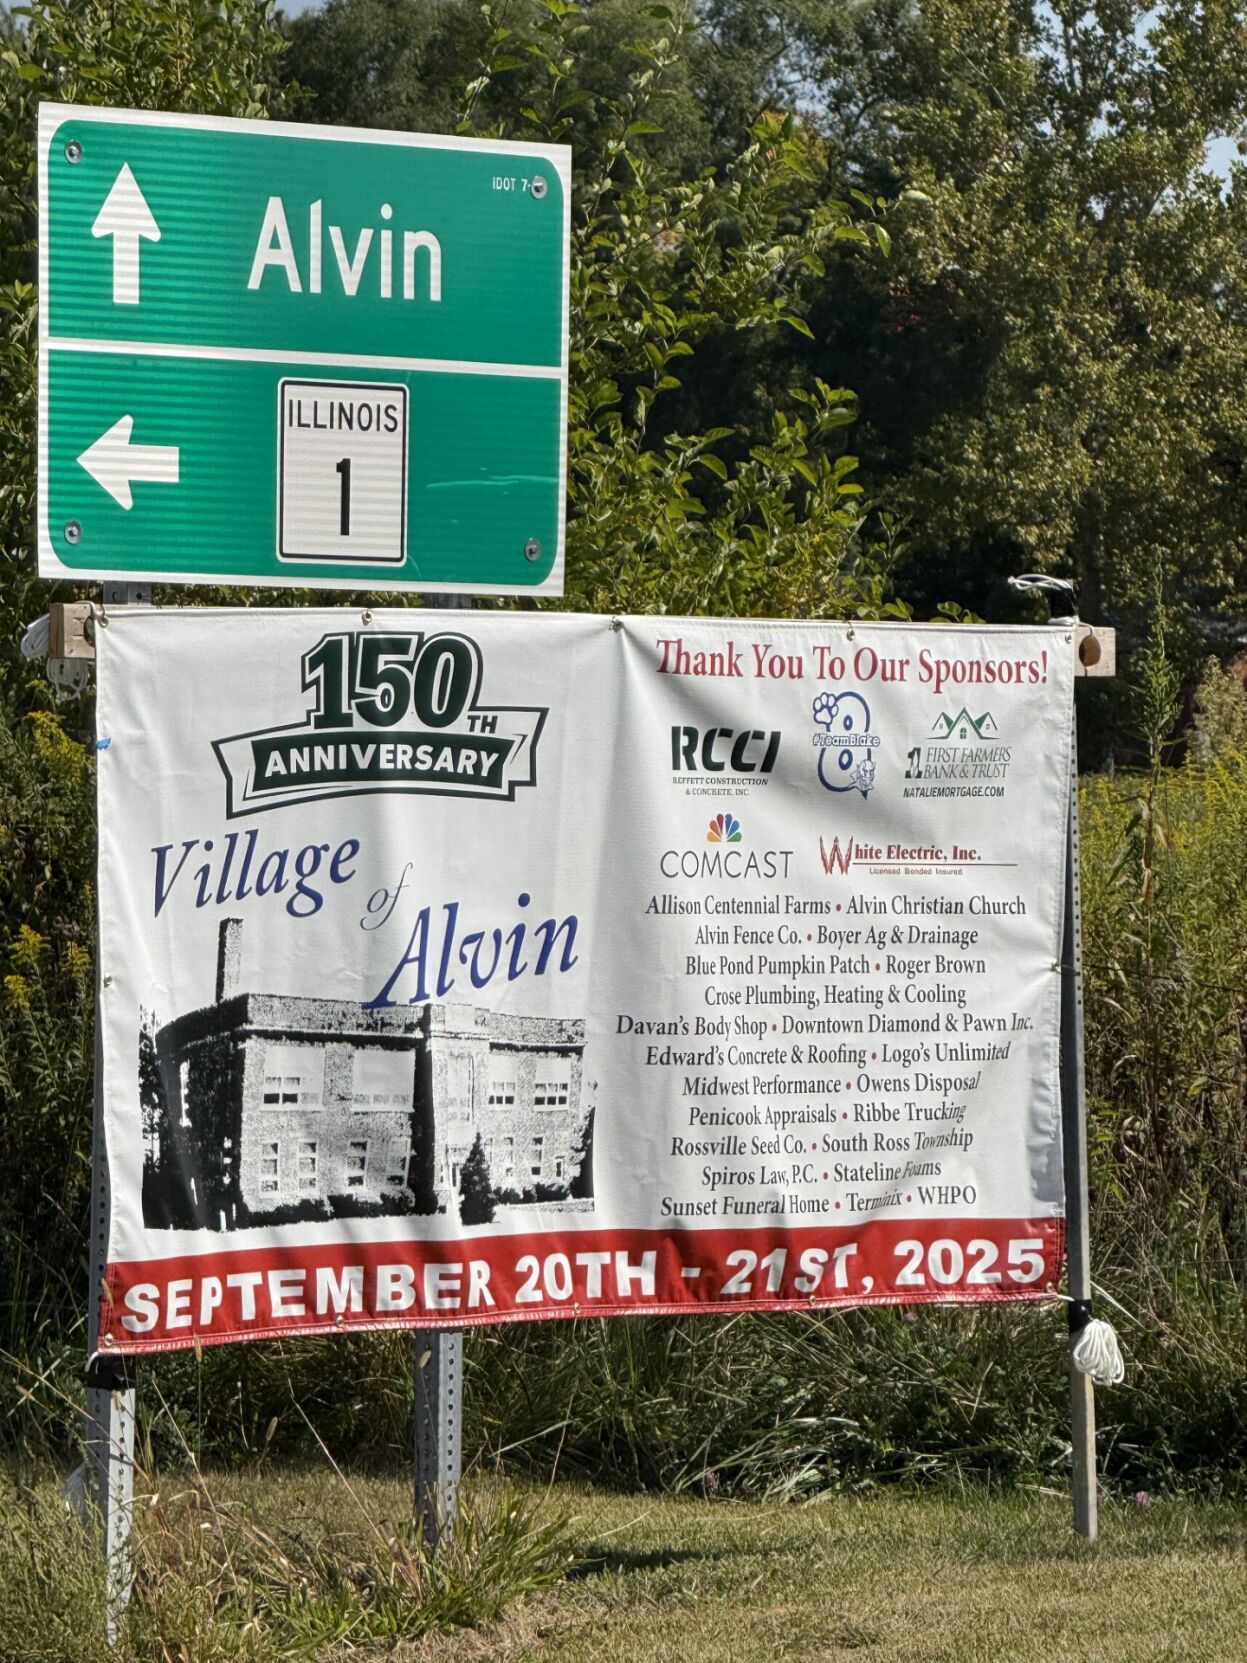 IDOT 7-
Alvin
ILLINOIS
1
150TH
ANNIVERSARY
Village of Alvin
Thank You To Our Sponsors!
RCCI
REFFETT CONSTRUCTION
& CONCRETE, INC.
8
#TeamBlake
1 FIRST FARMERS
BANK & TRUST
NATALIEMORTGAGE.COM
COMCAST
White Electric, Inc.
Licensed Bonded Insured
Allison Centennial Farms • Alvin Christian Church
Alvin Fence Co. • Boyer Ag & Drainage
Blue Pond Pumpkin Patch • Roger Brown
Crose Plumbing, Heating & Cooling
Davan's Body Shop • Downtown Diamond & Pawn Inc.
Edward's Concrete & Roofing • Logo's Unlimited
Midwest Performance • Owens Disposal
Penicook Appraisals • Ribbe Trucking
Rossville Seed Co. • South Ross Township
Spiros Law, P.C. • Stateline Foams
Sunset Funeral Home • Terminix • WHPO
SEPTEMBER 20TH - 21ST, 2025